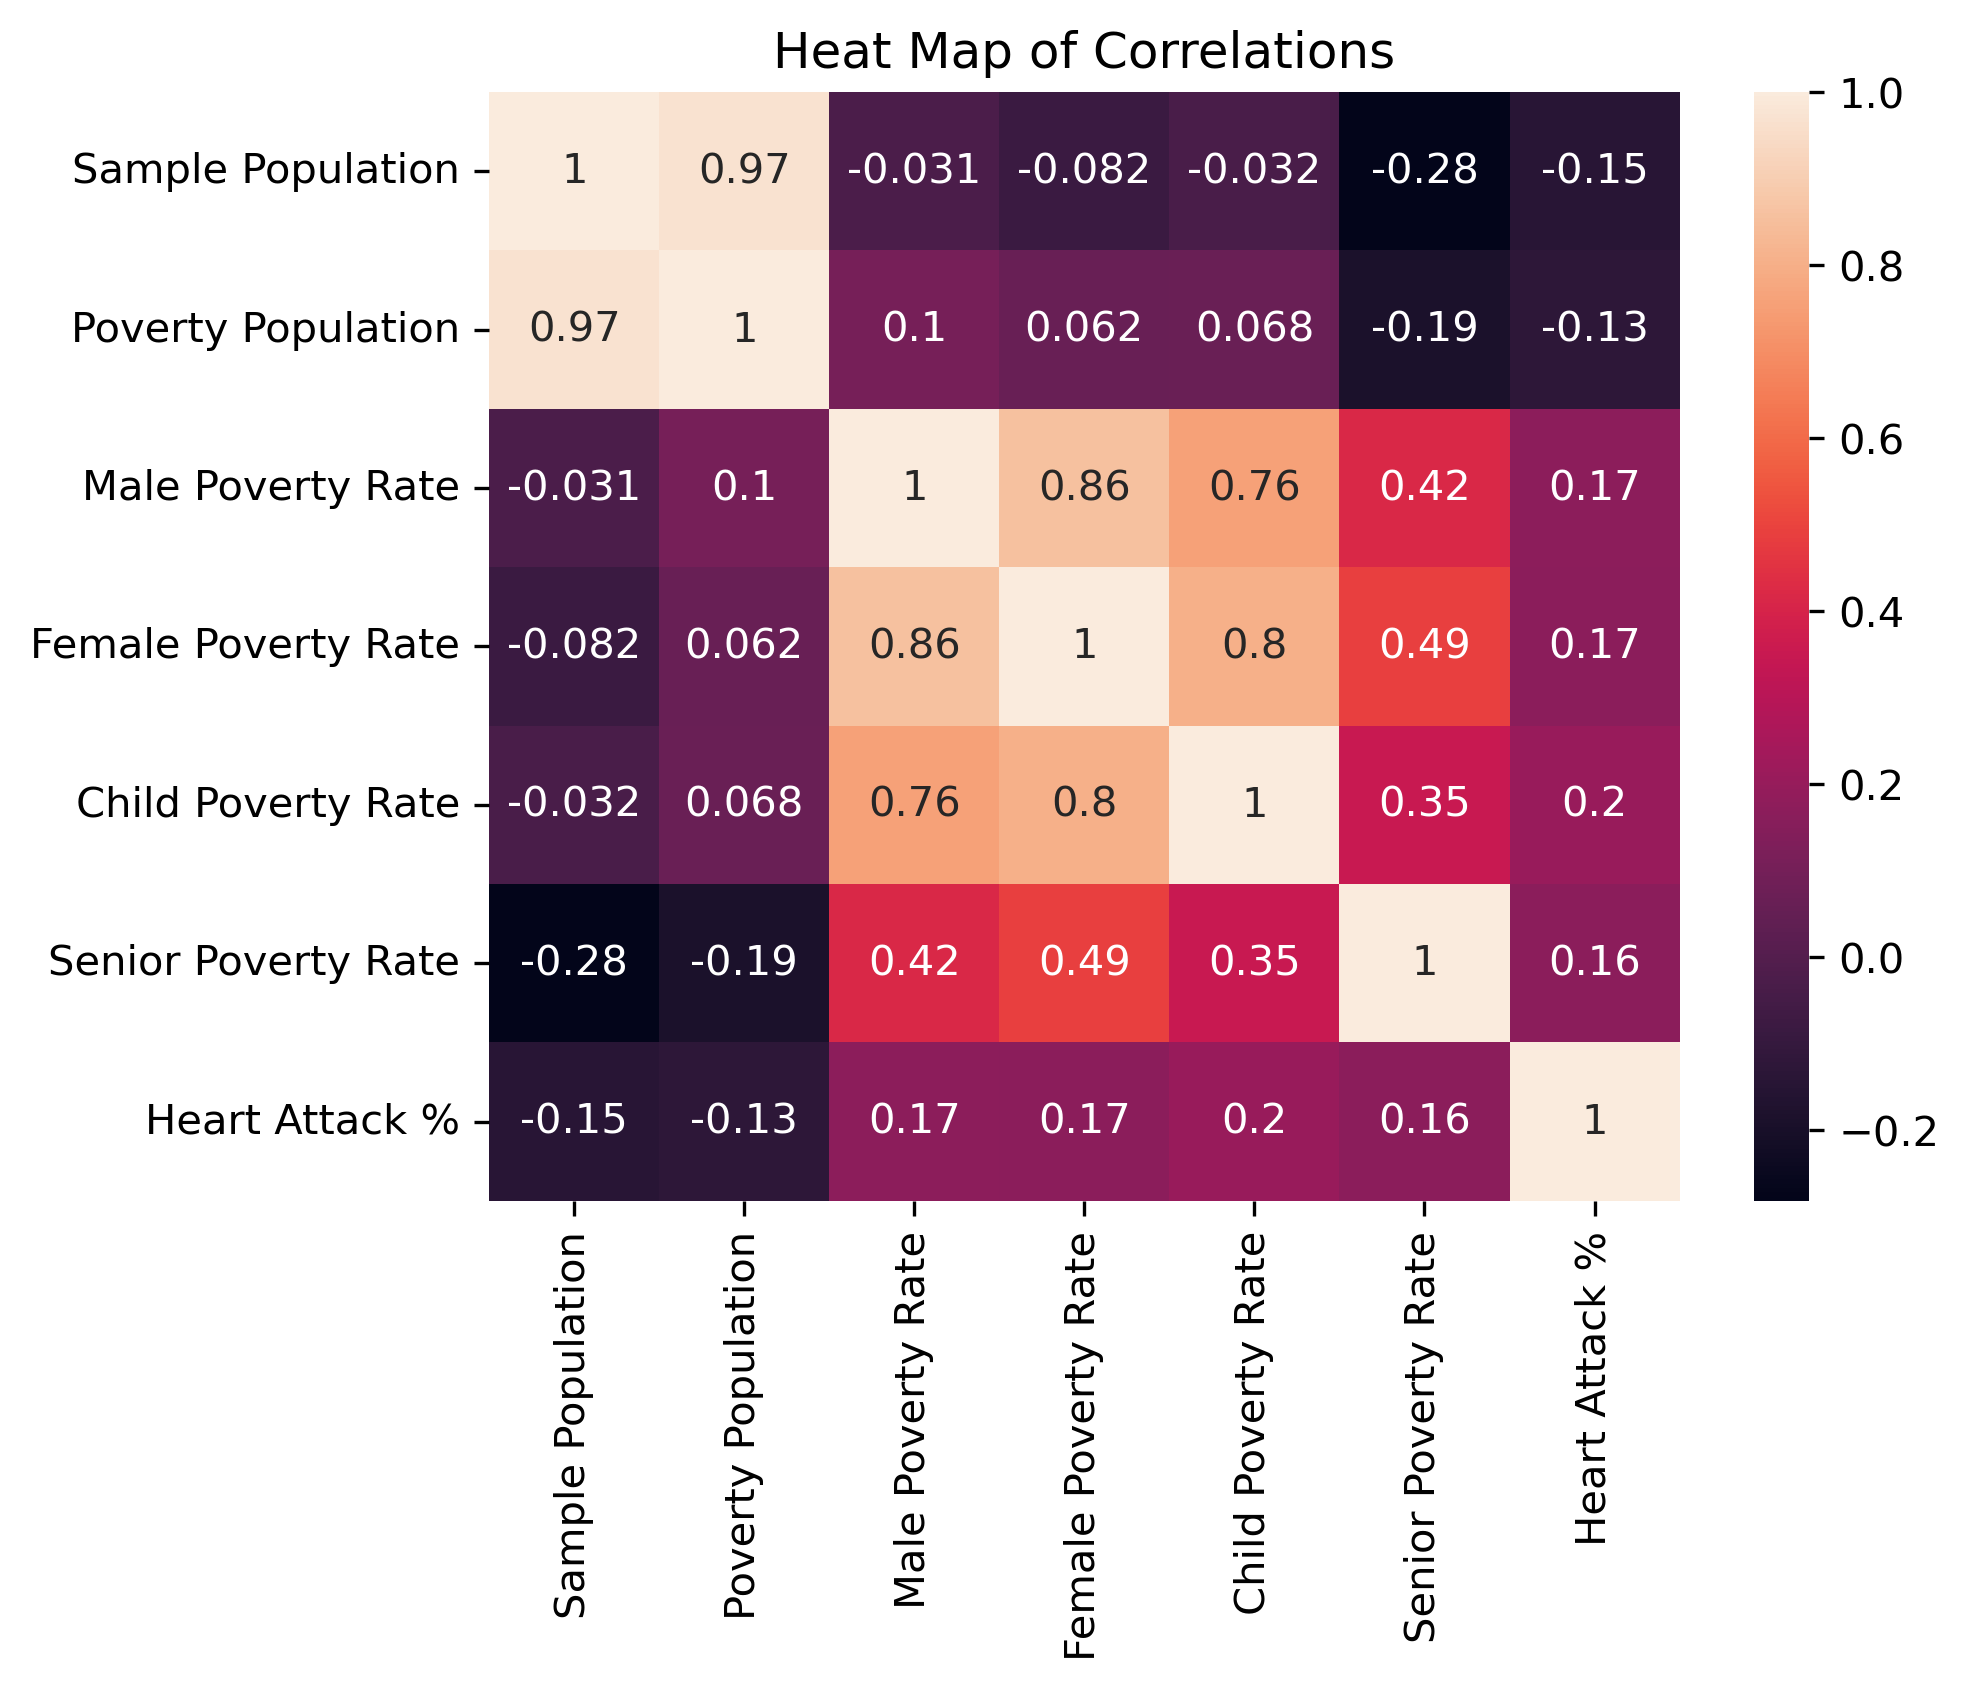 Heat Map of Correlations
Sample Population 1 0.97 -0.031 -0.082 -0.032 -0.28 -0.15
Poverty Population 0.97 1 0.1 0.062 0.068 -0.19 -0.13
Male Poverty Rate -0.031 0.1 1 0.86 0.76 0.42 0.17
Female Poverty Rate -0.082 0.062 0.86 1 0.8 0.49 0.17
Child Poverty Rate -0.032 0.068 0.76 0.8 1 0.35 0.2
Senior Poverty Rate -0.28 -0.19 0.42 0.49 0.35 1 0.16
Heart Attack % -0.15 -0.13 0.17 0.17 0.2 0.16 1
Sample Population
Poverty Population
Male Poverty Rate
Female Poverty Rate
Child Poverty Rate
Senior Poverty Rate
Heart Attack %
1.0
0.8
0.6
0.4
0.2
0.0
−0.2